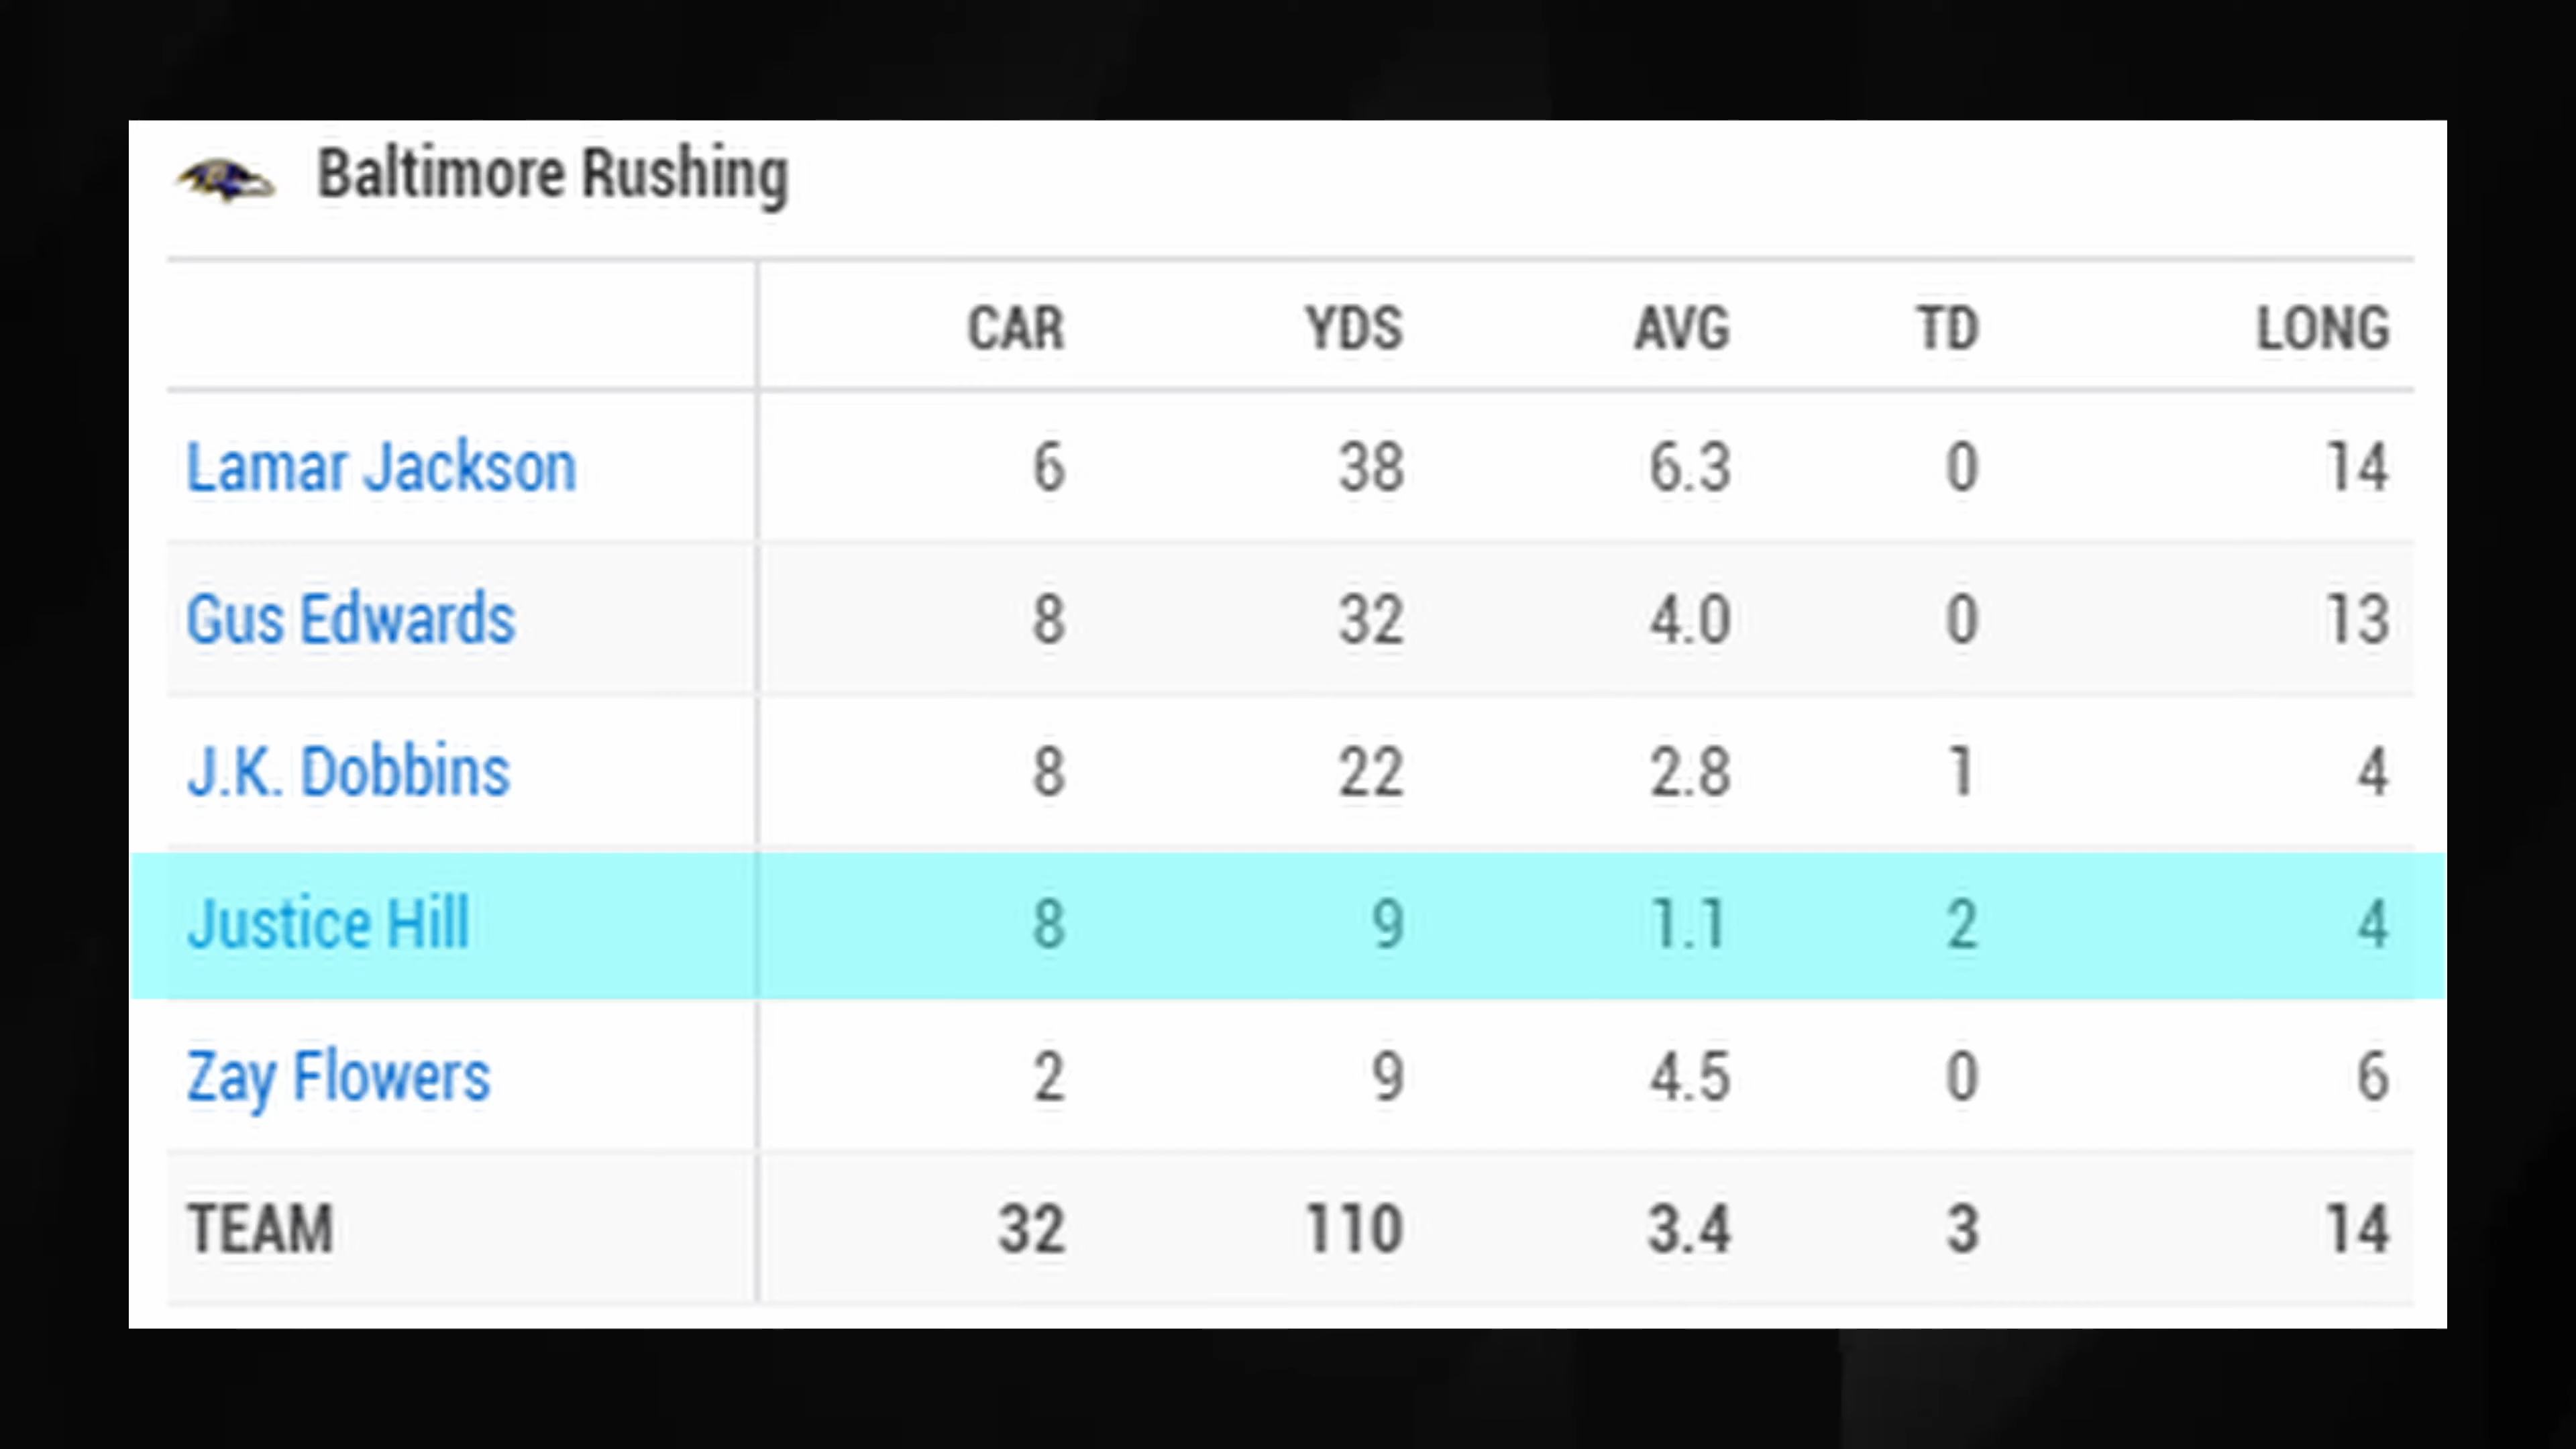 Baltimore Rushing
CAR YDS AVG TD LONG
Lamar Jackson 6 38 6.3 0 14
Gus Edwards 8 32 4.0 0 13
J.K. Dobbins 8 22 2.8 1 4
Justice Hill 8 9 1.1 2 4
Zay Flowers 2 9 4.5 0 6
TEAM 32 110 3.4 3 14